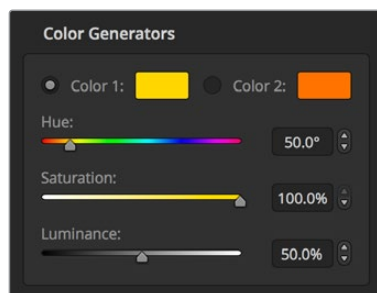 Color Generators
Color 1: Color 2:
Hue:
50.0°
Saturation:
100.0%
Luminance:
50.0%